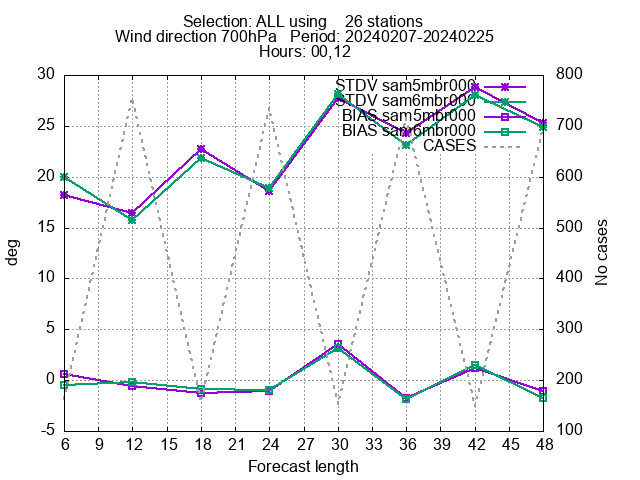 Selection: ALL using    26 stations
Wind direction 700hPa   Period: 20240207-20240225
Hours: 00,12
30
25
20
15
10
5
0
-5
deg
800
700
600
500
400
300
200
100
No cases
STDV sam5mbr000
STDV sam6mbr000
BIAS sam5mbr000
BIAS sam6mbr000
CASES
6 9 12 15 18 21 24 27 30 33 36 39 42 45 48
Forecast length